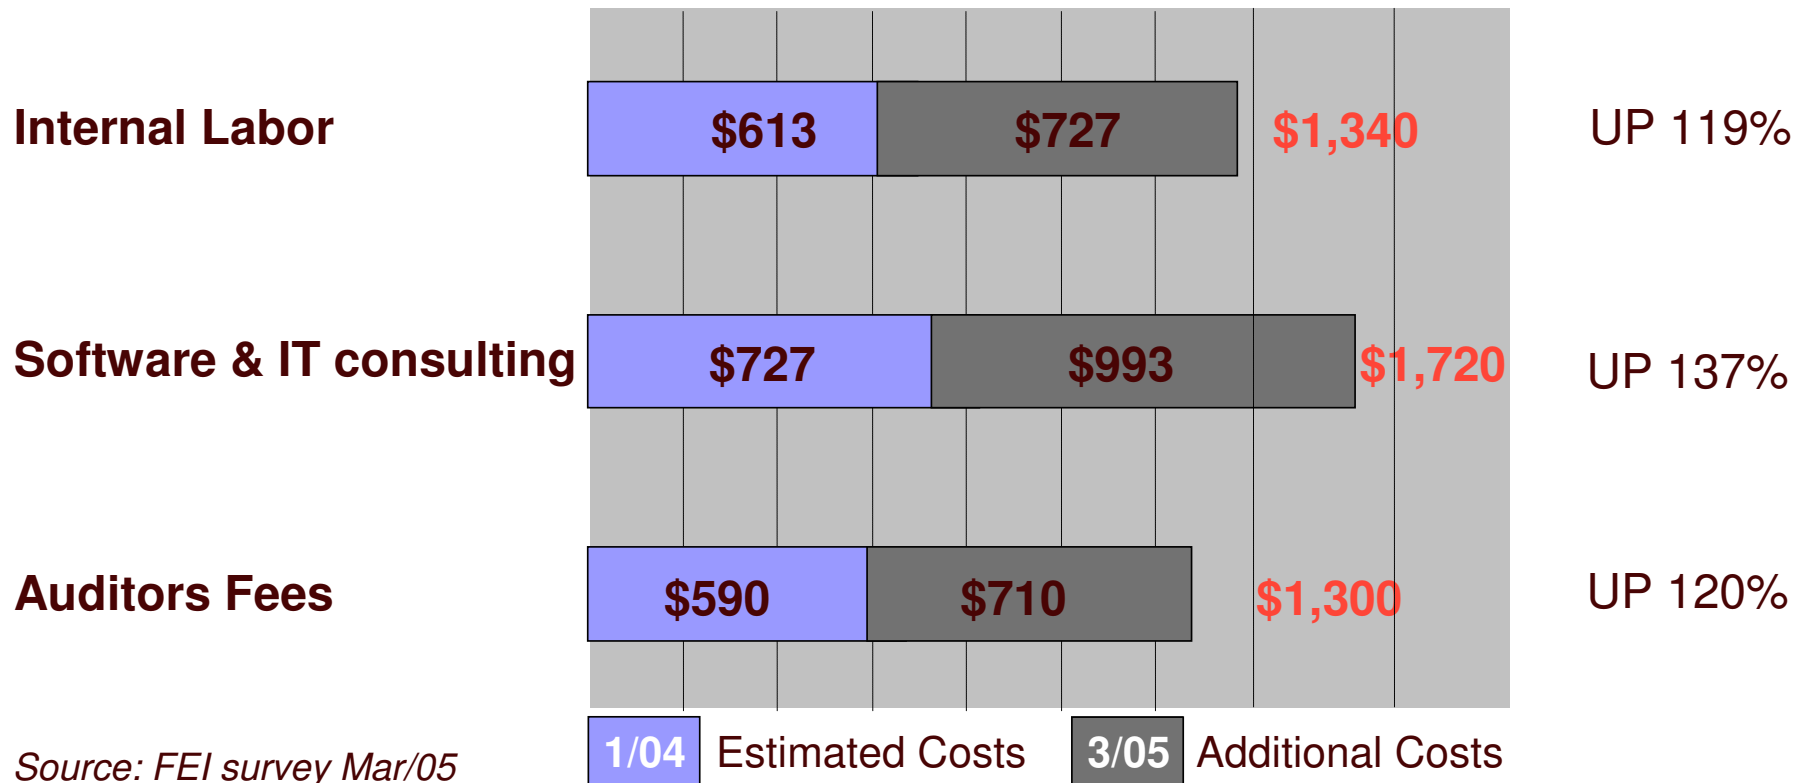 Internal Labor $613 $727 $1,340 UP 119%
Software & IT consulting $727 $993 $1,720 UP 137%
Auditors Fees $590 $710 $1,300 UP 120%
1/04 Estimated Costs 3/05 Additional Costs
Source: FEI survey Mar/05